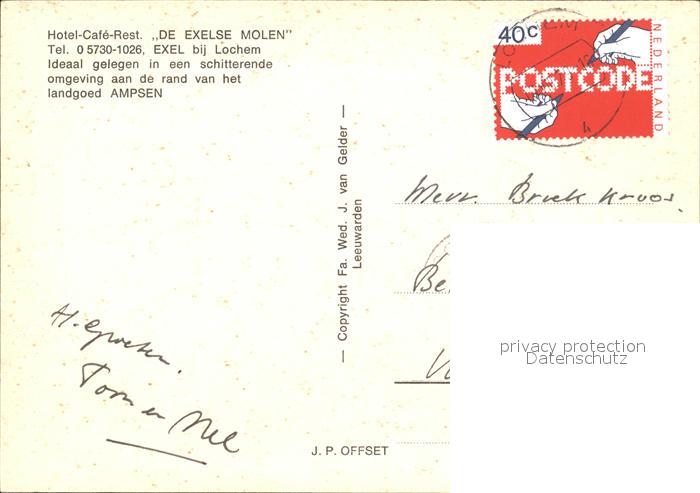 Hotel-Café-Rest. ,,DE EXELSE MOLEN"
Tel. 0 5730-1026, EXEL bij Lochem
Ideaal gelegen in een schitterende
omgeving aan de rand van het
landgoed AMPSEN
40c
POSTCODE
NEDERLAND
— Copyright Fa. Wed. J. van Gelder —
Leeuwarden
Mevr. Broek Kroos.
Be
V
privacy protection
Datenschutz
H. Groeten.
Tom en Nel
J. P. OFFSET